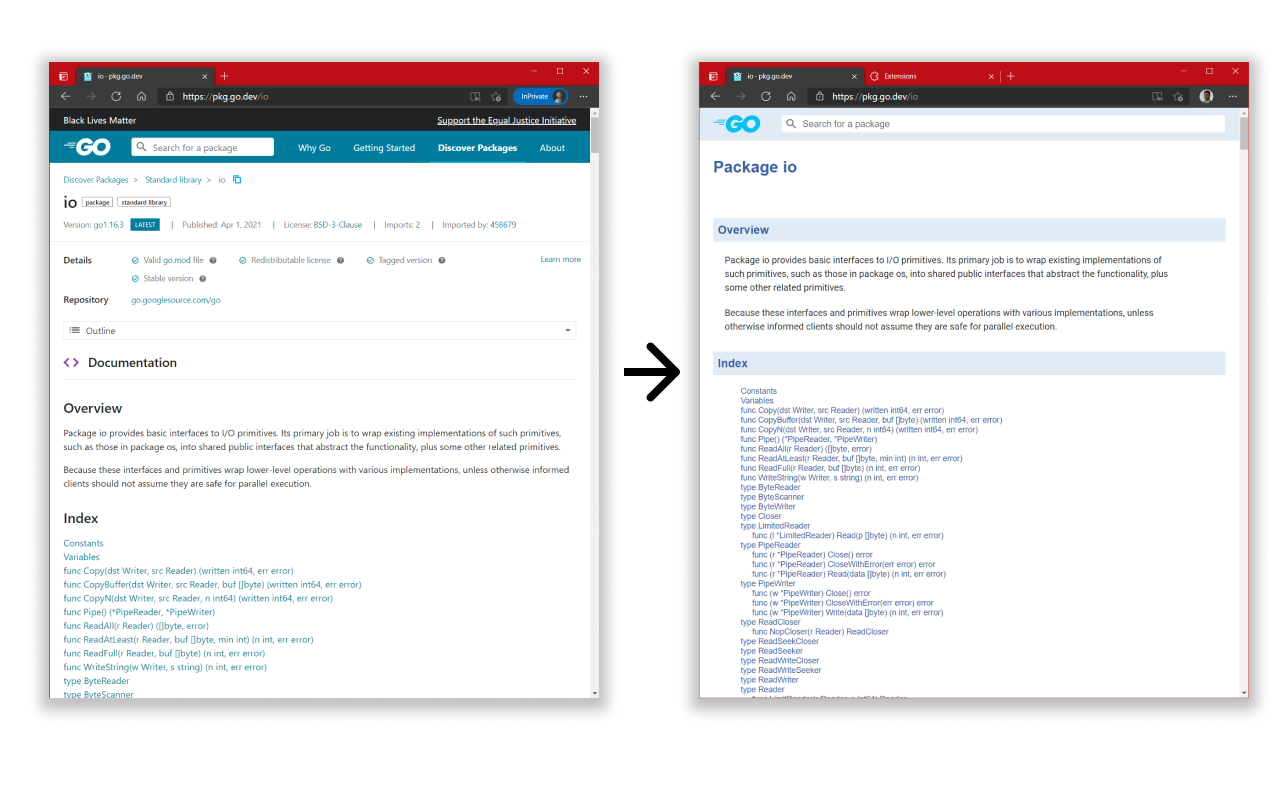 io - pkg.go.dev
https://pkg.go.dev/io
InPrivate
Black Lives Matter
Support the Equal Justice Initiative
GO
Search for a package
Why Go
Getting Started
Discover Packages
About
Discover Packages > Standard library > io
io package standard library
Version: go1.16.3 LATEST | Published: Apr 1, 2021 | License: BSD-3-Clause | Imports: 2 | Imported by: 458679
Details
Valid go.mod file
Redistributable license
Tagged version
Learn more
Stable version
Repository
go.googlesource.com/go
Outline
Documentation
Overview
Package io provides basic interfaces to I/O primitives. Its primary job is to wrap existing implementations of such primitives,
such as those in package os, into shared public interfaces that abstract the functionality, plus some other related primitives.
Because these interfaces and primitives wrap lower-level operations with various implementations, unless otherwise informed
clients should not assume they are safe for parallel execution.
Index
Constants
Variables
func Copy(dst Writer, src Reader) (written int64, err error)
func CopyBuffer(dst Writer, src Reader, buf []byte) (written int64, err error)
func CopyN(dst Writer, src Reader, n int64) (written int64, err error)
func Pipe() (*PipeReader, *PipeWriter)
func ReadAll(r Reader) ([]byte, error)
func ReadAtLeast(r Reader, buf []byte, min int) (n int, err error)
func ReadFull(r Reader, buf []byte) (n int, err error)
func WriteString(w Writer, s string) (n int, err error)
type ByteReader
type ByteScanner
io - pkg.go.dev
Extensions
https://pkg.go.dev/io
GO
Search for a package
Package io
Overview
Package io provides basic interfaces to I/O primitives. Its primary job is to wrap existing implementations of
such primitives, such as those in package os, into shared public interfaces that abstract the functionality, plus
some other related primitives.
Because these interfaces and primitives wrap lower-level operations with various implementations, unless
otherwise informed clients should not assume they are safe for parallel execution.
Index
Constants
Variables
func Copy(dst Writer, src Reader) (written int64, err error)
func CopyBuffer(dst Writer, src Reader, buf []byte) (written int64, err error)
func CopyN(dst Writer, src Reader, n int64) (written int64, err error)
func Pipe() (*PipeReader, *PipeWriter)
func ReadAll(r Reader) ([]byte, error)
func ReadAtLeast(r Reader, buf []byte, min int) (n int, err error)
func ReadFull(r Reader, buf []byte) (n int, err error)
func WriteString(w Writer, s string) (n int, err error)
type ByteReader
type ByteScanner
type ByteWriter
type Closer
type LimitedReader
func (l *LimitedReader) Read(p []byte) (n int, err error)
type PipeReader
func (r *PipeReader) Close() error
func (r *PipeReader) CloseWithError(err error) error
func (r *PipeReader) Read(data []byte) (n int, err error)
type PipeWriter
func (w *PipeWriter) Close() error
func (w *PipeWriter) CloseWithError(err error) error
func (w *PipeWriter) Write(data []byte) (n int, err error)
type ReadCloser
func NopCloser(r Reader) ReadCloser
type ReadSeekCloser
type ReadSeeker
type ReadWriteCloser
type ReadWriteSeeker
type ReadWriter
type Reader